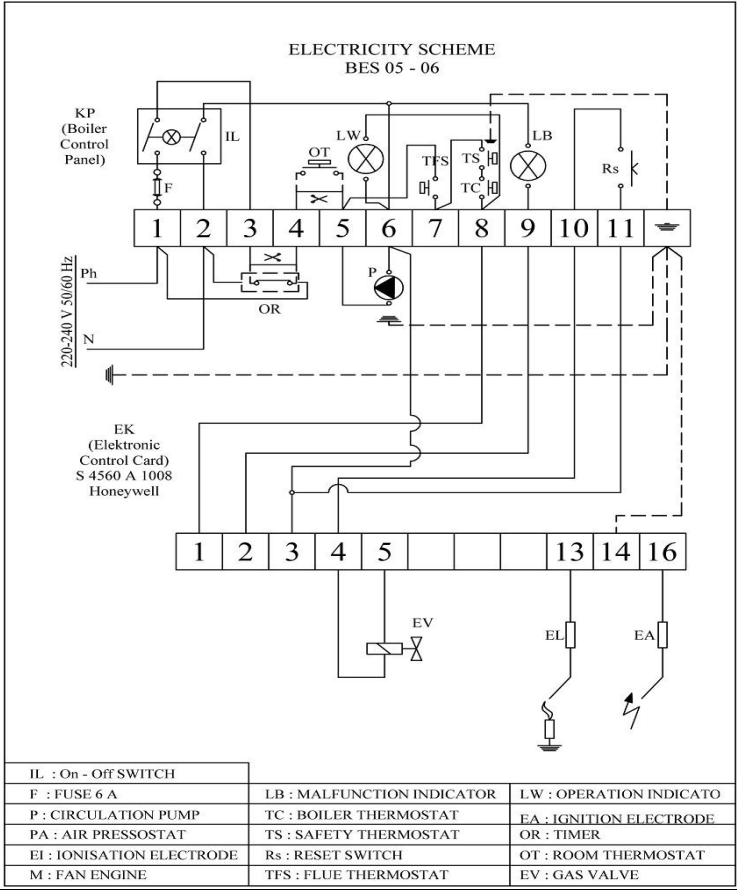 ELECTRICITY SCHEME
BES 05 - 06
KP
(Boiler
Control
Panel)
IL
F
OT
LW
TFS
TS
TC
LB
Rs
1 2 3 4 5 6 7 8 9 10 11
220-240 V 50/60 Hz
Ph
N
OR
P
EK
(Elektronic
Control Card)
S 4560 A 1008
Honeywell
1 2 3 4 5 13 14 16
EV
EL
EA
IL : On - Off SWITCH
F : FUSE 6 A
LB : MALFUNCTION INDICATOR
LW : OPERATION INDICATO
P : CIRCULATION PUMP
TC : BOILER THERMOSTAT
EA : IGNITION ELECTRODE
PA : AIR PRESSOSTAT
TS : SAFETY THERMOSTAT
OR : TIMER
EI : IONISATION ELECTRODE
Rs : RESET SWITCH
OT : ROOM THERMOSTAT
M : FAN ENGINE
TFS : FLUE THERMOSTAT
EV : GAS VALVE